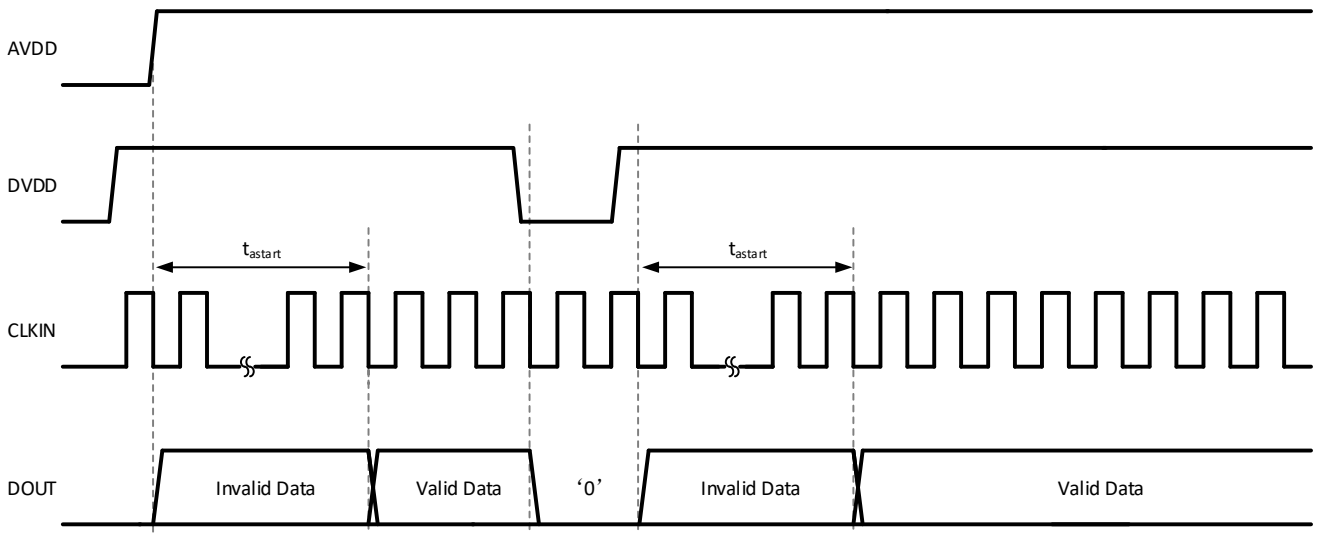 AVDD
DVDD
tastart
tastart
CLKIN
DOUT
Invalid Data
Valid Data
‘0’
Invalid Data
Valid Data